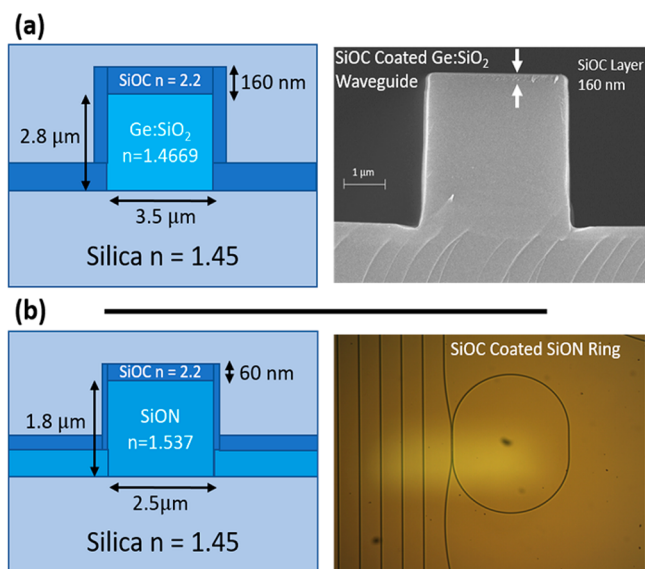 (a)
SiOC n = 2.2
160 nm
2.8 μm
Ge:SiO₂
n=1.4669
3.5 μm
Silica n = 1.45
SiOC Coated Ge:SiO₂
Waveguide
SiOC Layer
160 nm
1 μm
(b)
SiOC n = 2.2
60 nm
1.8 μm
SiON
n=1.537
2.5μm
Silica n = 1.45
SiOC Coated SiON Ring